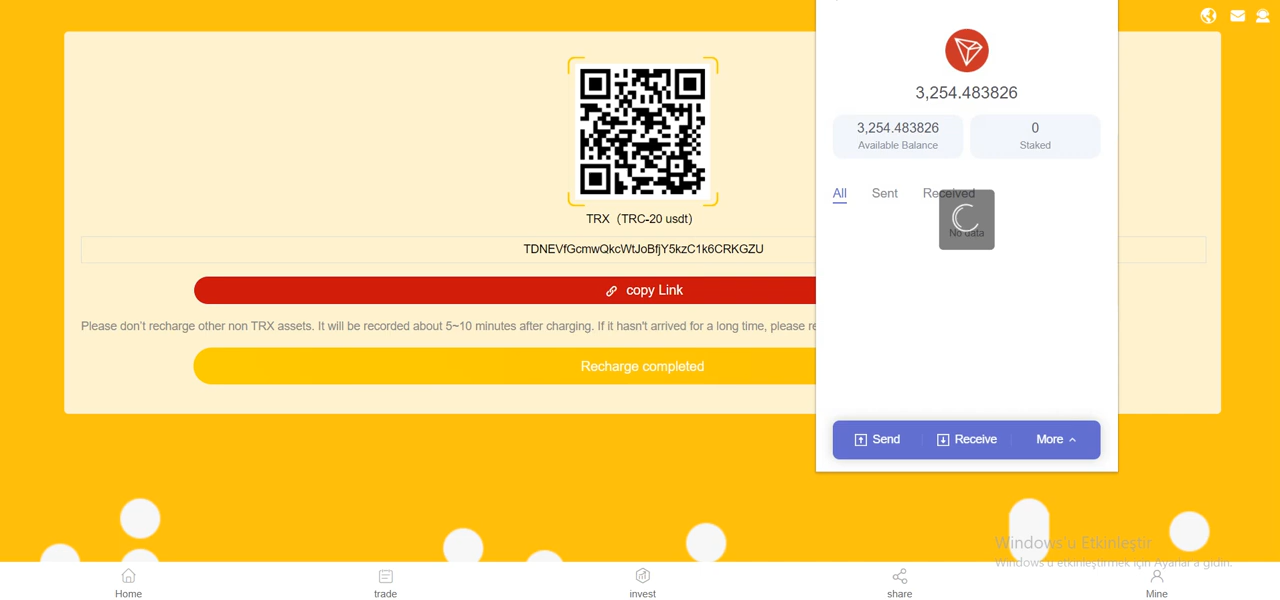 TRX（TRC-20 usdt)
TDNEVfGcmwQkcWtJoBfjY5kzC1k6CRKGZU
copy Link
Please don't recharge other non TRX assets. It will be recorded about 5~10 minutes after charging. If it hasn't arrived for a long time, please re
Recharge completed
3,254.483826
3,254.483826
Available Balance
0
Staked
All Sent Received
No data
Send Receive More
Windows'u Etkinleştir
Windows'u etkinleştirmek için Ayarlar'a gidin.
Home trade invest share Mine